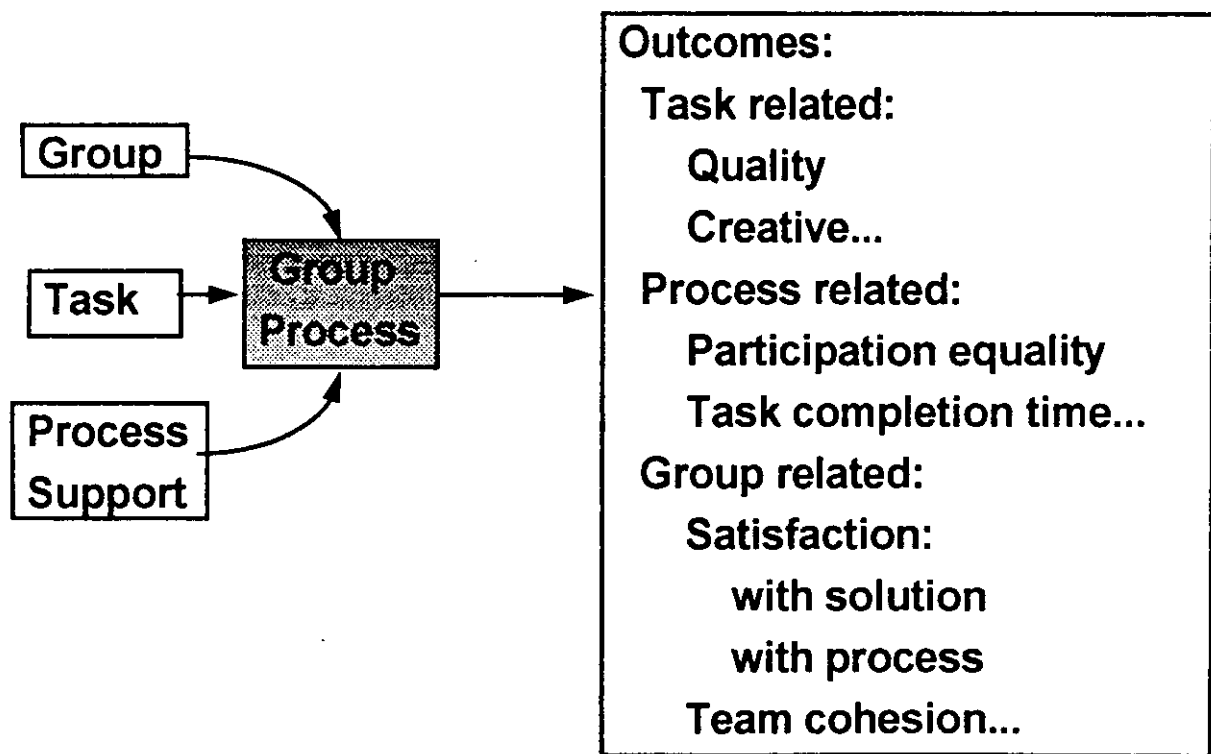 Group
Task
Process
Support
Group
Process
Outcomes:
Task related:
Quality
Creative...
Process related:
Participation equality
Task completion time...
Group related:
Satisfaction:
with solution
with process
Team cohesion...